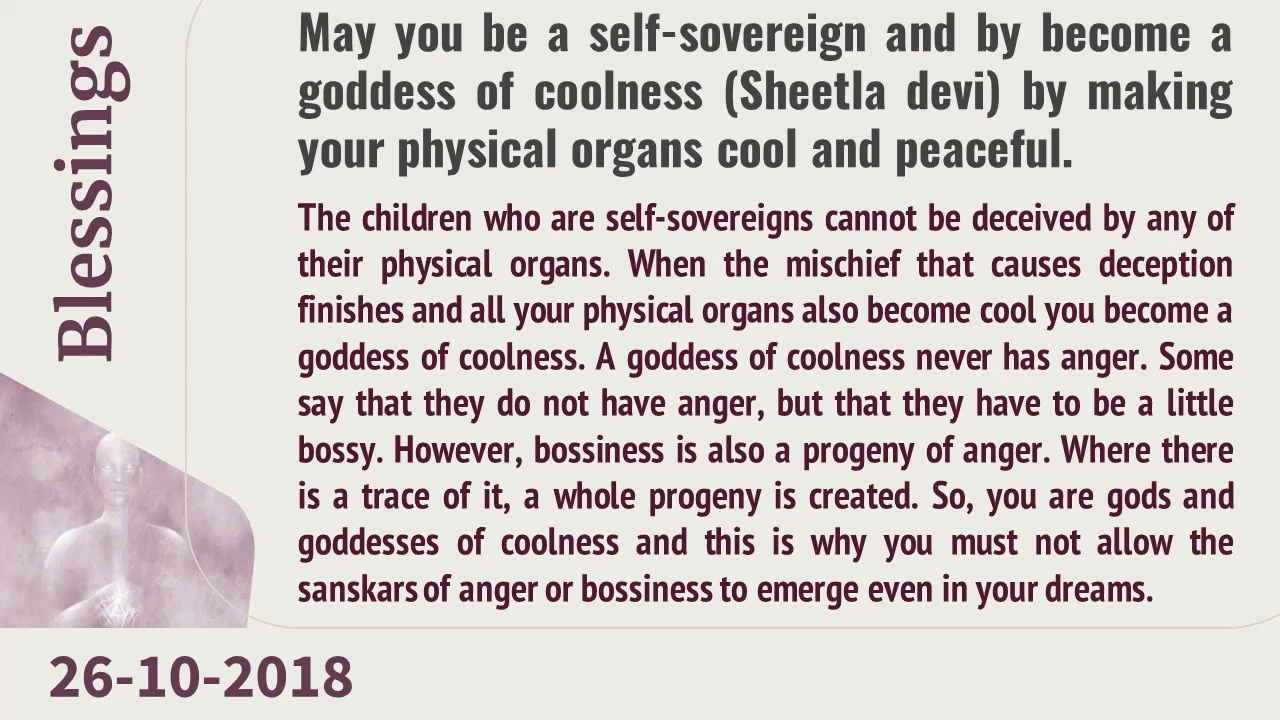 Blessings
May you be a self-sovereign and by become a
goddess of coolness (Sheetla devi) by making
your physical organs cool and peaceful.
The children who are self-sovereigns cannot be deceived by any of
their physical organs. When the mischief that causes deception
finishes and all your physical organs also become cool you become a
goddess of coolness. A goddess of coolness never has anger. Some
say that they do not have anger, but that they have to be a little
bossy. However, bossiness is also a progeny of anger. Where there
is a trace of it, a whole progeny is created. So, you are gods and
goddesses of coolness and this is why you must not allow the
sanskars of anger or bossiness to emerge even in your dreams.
26-10-2018